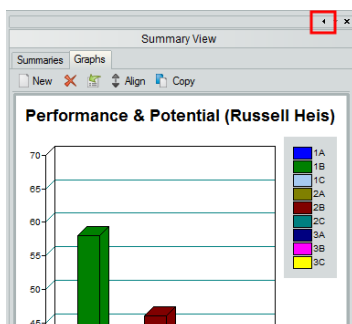 Summary View
Summaries Graphs
New Align Copy
Performance & Potential (Russell Heis)
70
65
60
55
50
45
1A
1B
1C
2A
2B
2C
3A
3B
3C